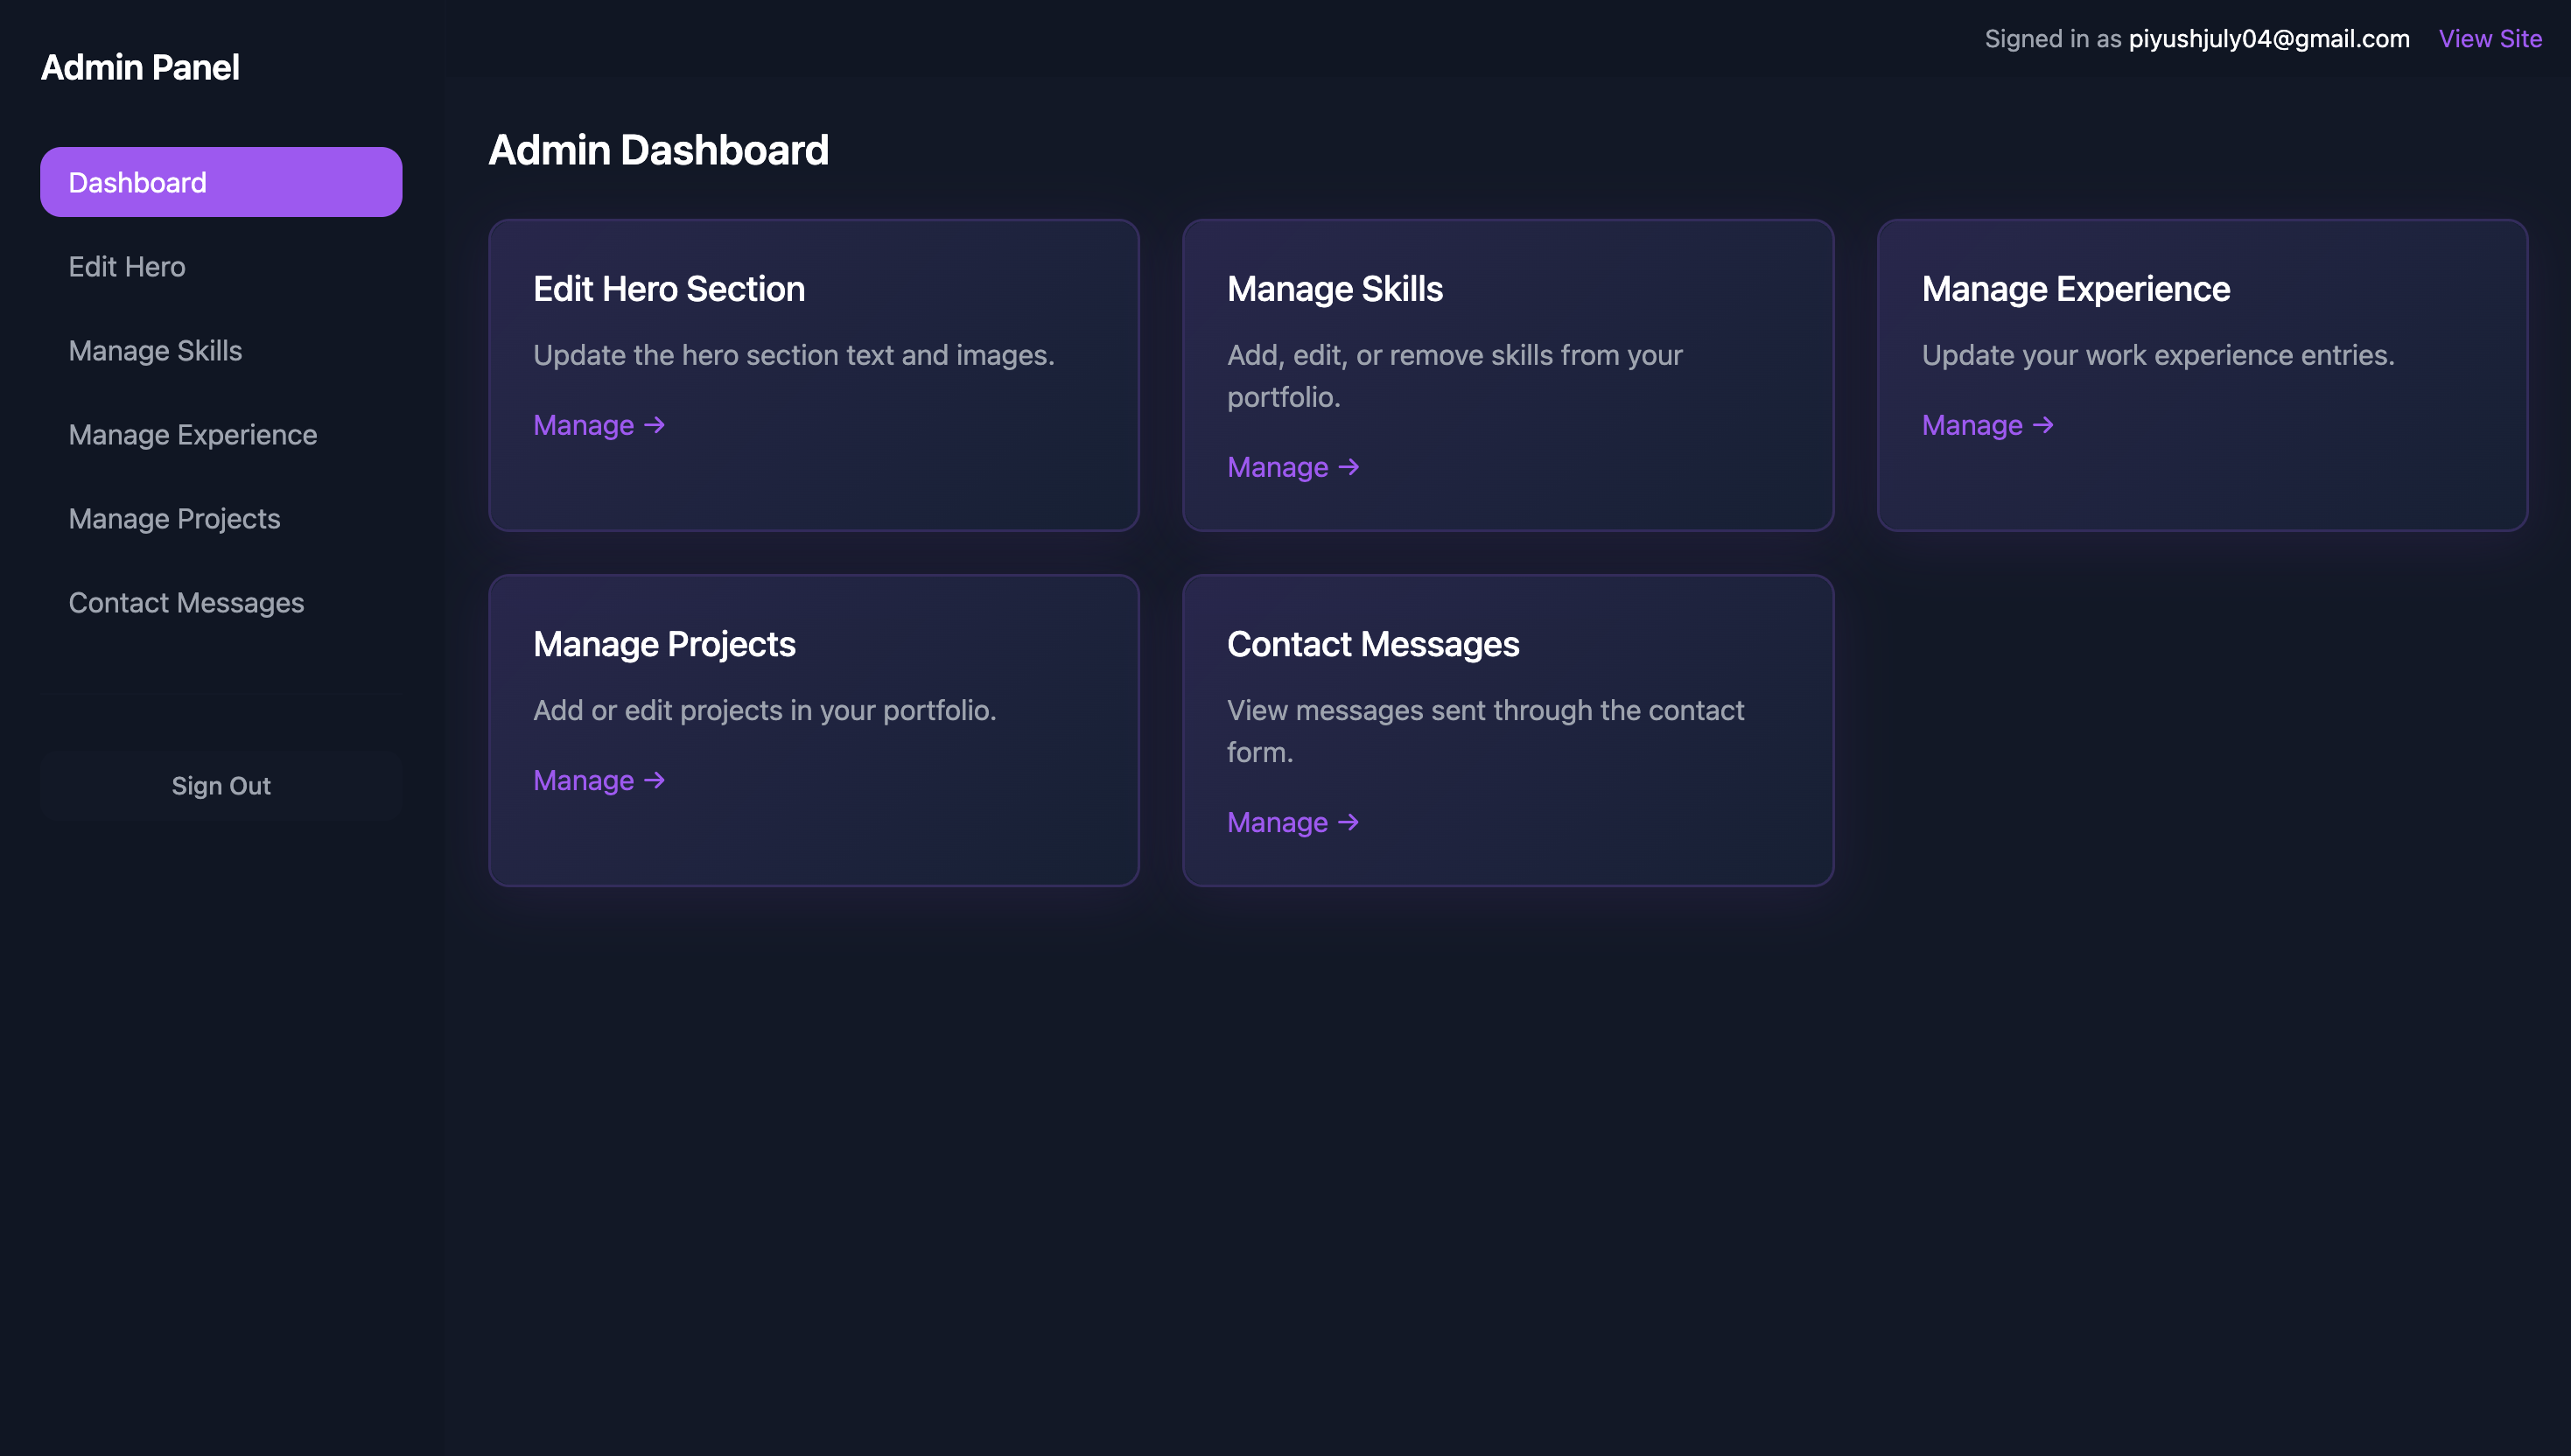 Admin Panel
Signed in as piyushjuly04@gmail.com View Site
Dashboard
Edit Hero
Manage Skills
Manage Experience
Manage Projects
Contact Messages
Sign Out
Admin Dashboard
Edit Hero Section
Update the hero section text and images.
Manage →
Manage Skills
Add, edit, or remove skills from your
portfolio.
Manage →
Manage Experience
Update your work experience entries.
Manage →
Manage Projects
Add or edit projects in your portfolio.
Manage →
Contact Messages
View messages sent through the contact
form.
Manage →